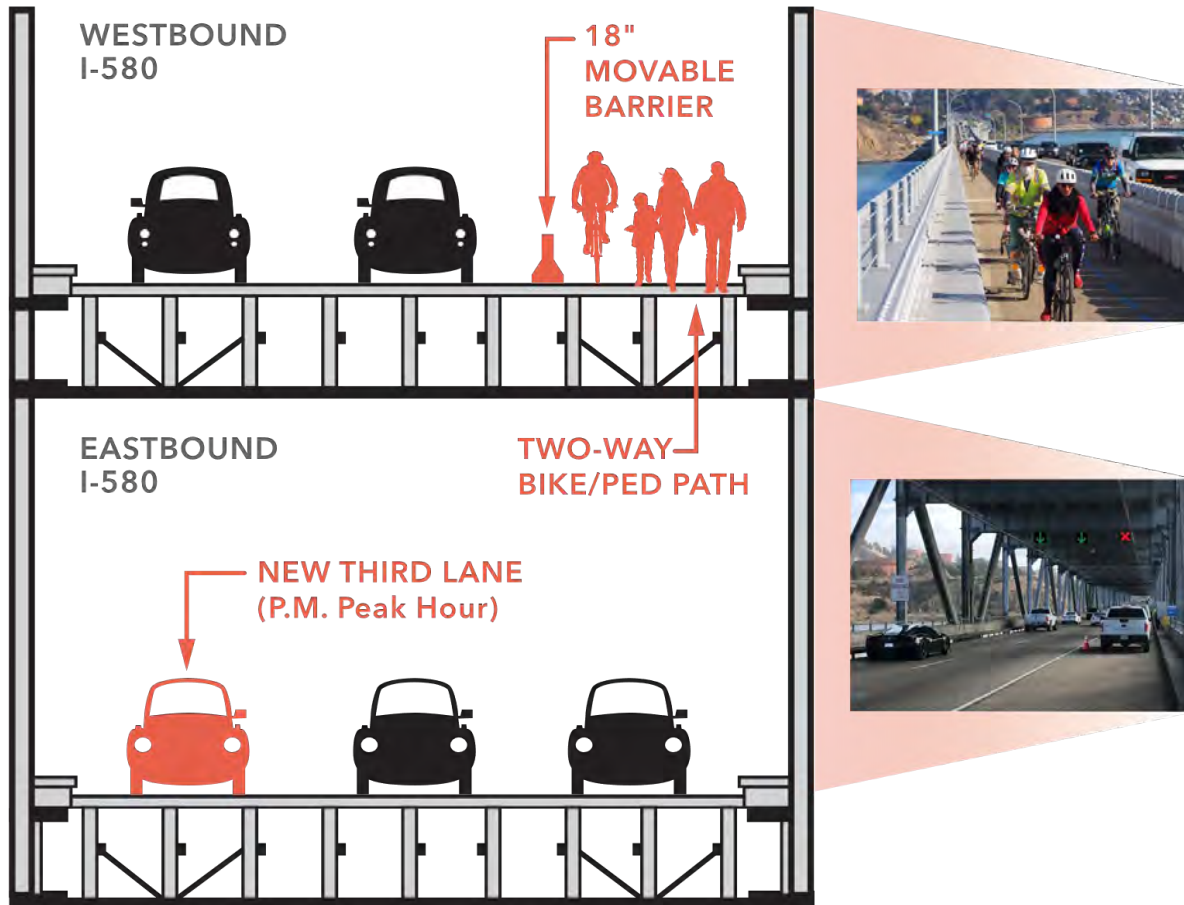 WESTBOUND
I-580
18"
MOVABLE
BARRIER
EASTBOUND
I-580
TWO-WAY
BIKE/PED PATH
NEW THIRD LANE
(P.M. Peak Hour)